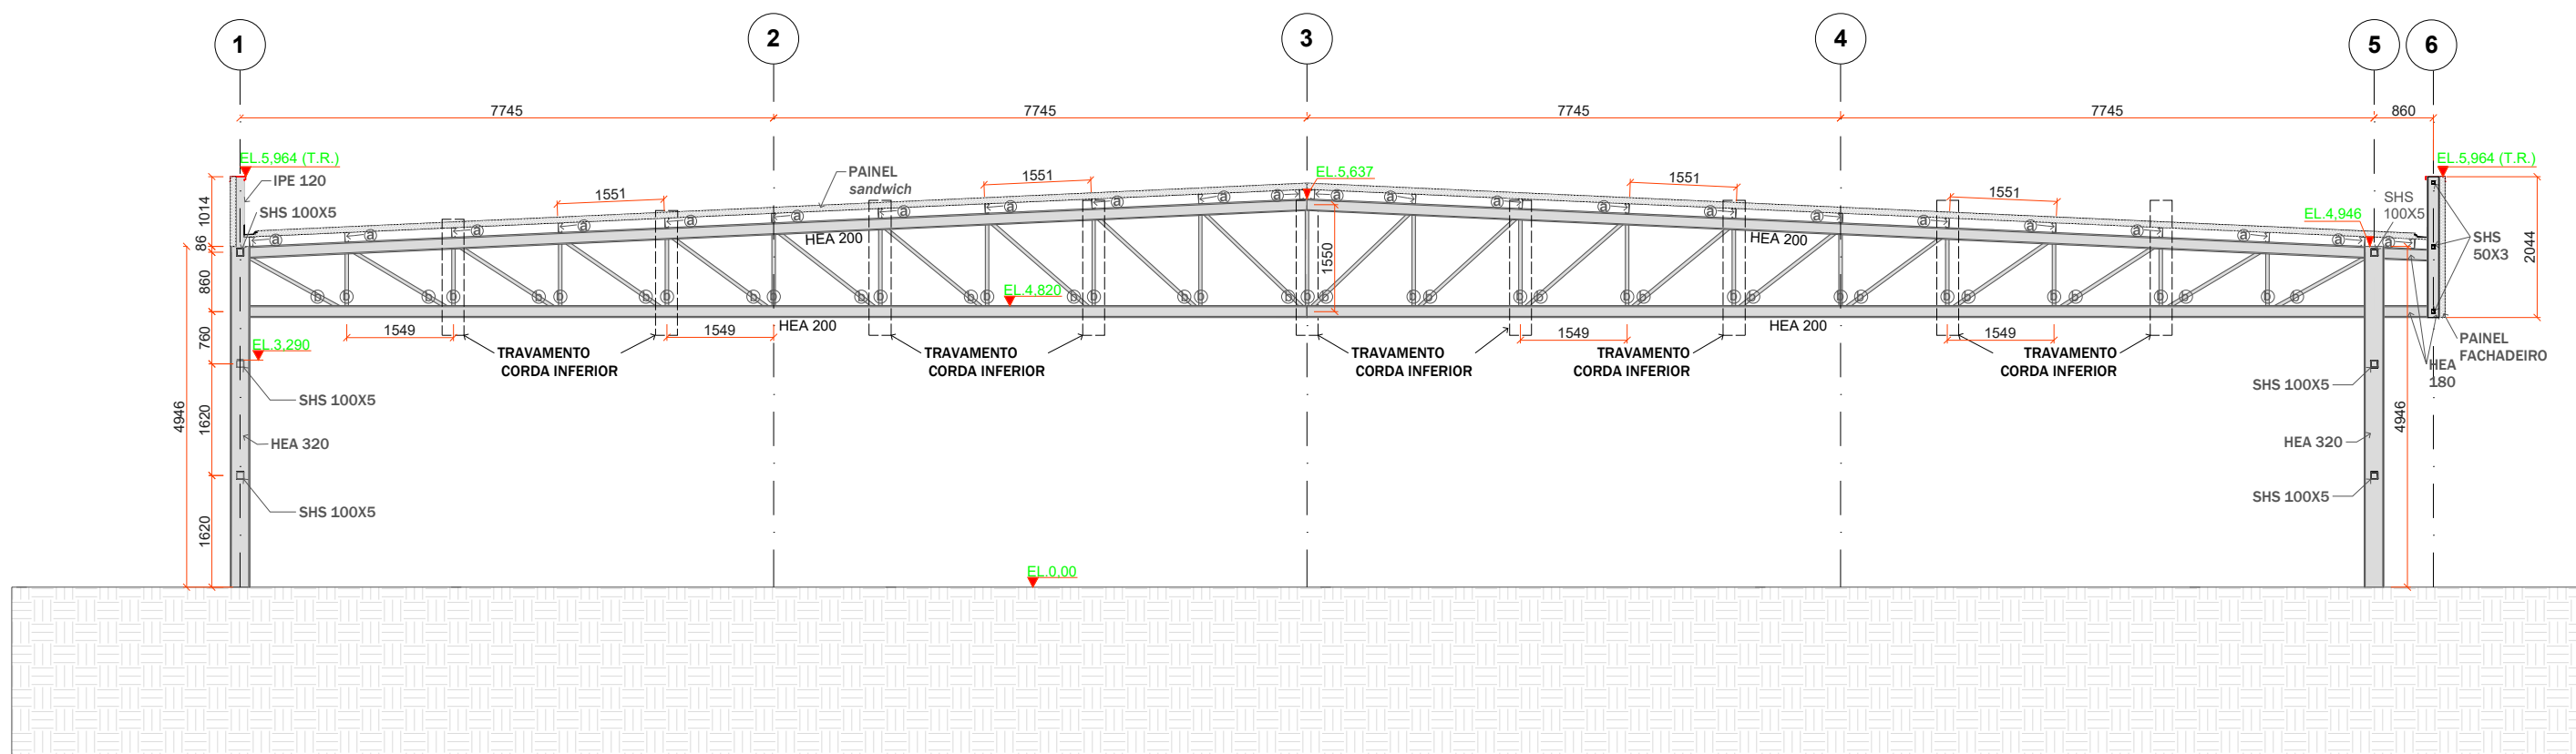 1
2
3
4
5
6
7745
7745
7745
7745
860
EL.5,964 (T.R.)
IPE 120
SHS 100X5
1014
86
860
760
1620
1620
4946
EL.3,290
SHS 100X5
HEA 320
SHS 100X5
1551
PAINEL
sandwich
1551
EL.5,637
1551
1551
a a a a a a a a a a
a a a a a a a a a a a
HEA 200
HEA 200
1550
EL.4,820
b b b b b b b b b b b b b b b b b b b
b b b b b b b b b b b b b b b b b b
1549
1549
HEA 200
1549
HEA 200
1549
TRAVAMENTO
CORDA INFERIOR
TRAVAMENTO
CORDA INFERIOR
TRAVAMENTO
CORDA INFERIOR
TRAVAMENTO
CORDA INFERIOR
TRAVAMENTO
CORDA INFERIOR
EL.5,964 (T.R.)
SHS
100X5
EL.4,946
SHS
50X3
2044
PAINEL
FACHADEIRO
HEA
180
SHS 100X5
4946
HEA 320
SHS 100X5
EL.0,00